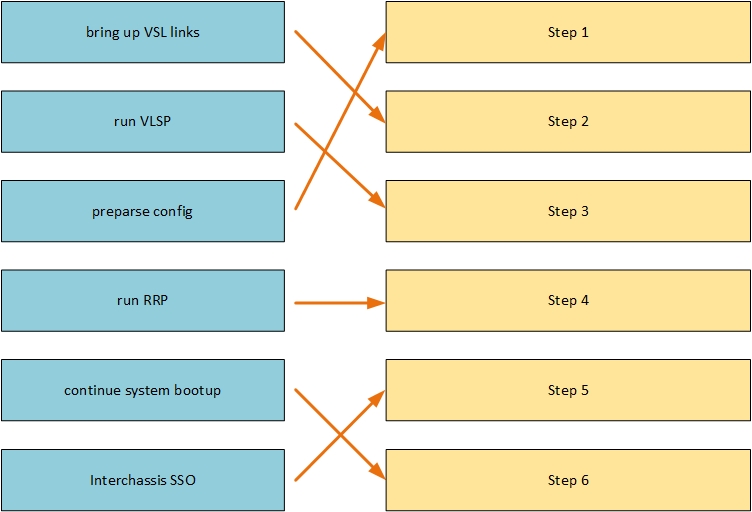 bring up VSL links
Step 1
run VLSP
Step 2
preparse config
Step 3
run RRP
Step 4
continue system bootup
Step 5
Interchassis SSO
Step 6